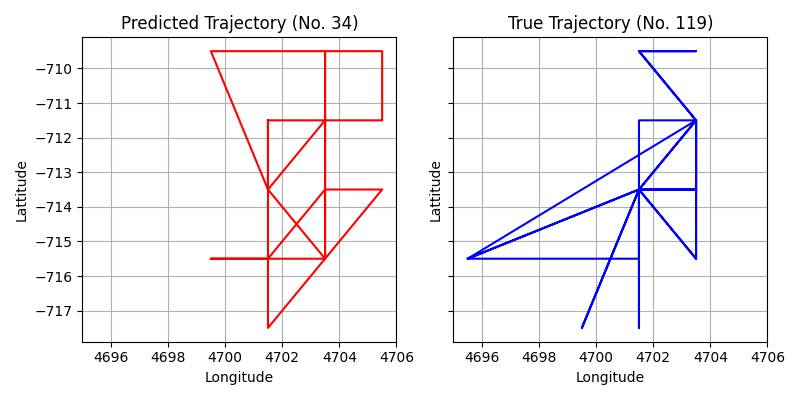 Predicted Trajectory (No. 34)
True Trajectory (No. 119)
−710
−711
−712
−713
−714
−715
−716
−717
Lattitude
Lattitude
4696 4698 4700 4702 4704 4706
4696 4698 4700 4702 4704 4706
Longitude
Longitude